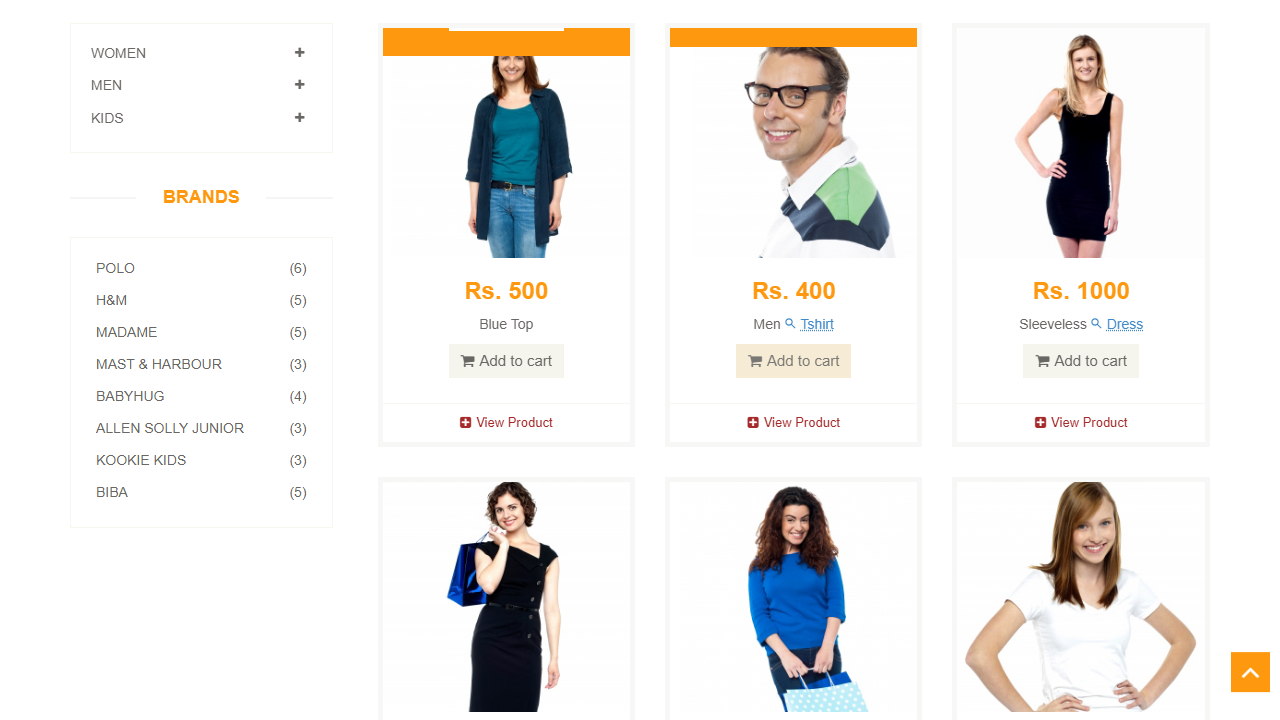 WOMEN
MEN
KIDS
BRANDS
POLO (6)
H&M (5)
MADAME (5)
MAST & HARBOUR (3)
BABYHUG (4)
ALLEN SOLLY JUNIOR (3)
KOOKIE KIDS (3)
BIBA (5)
Rs. 500
Blue Top
Add to cart
View Product
Rs. 400
Men Tshirt
Add to cart
View Product
Rs. 1000
Sleeveless Dress
Add to cart
View Product